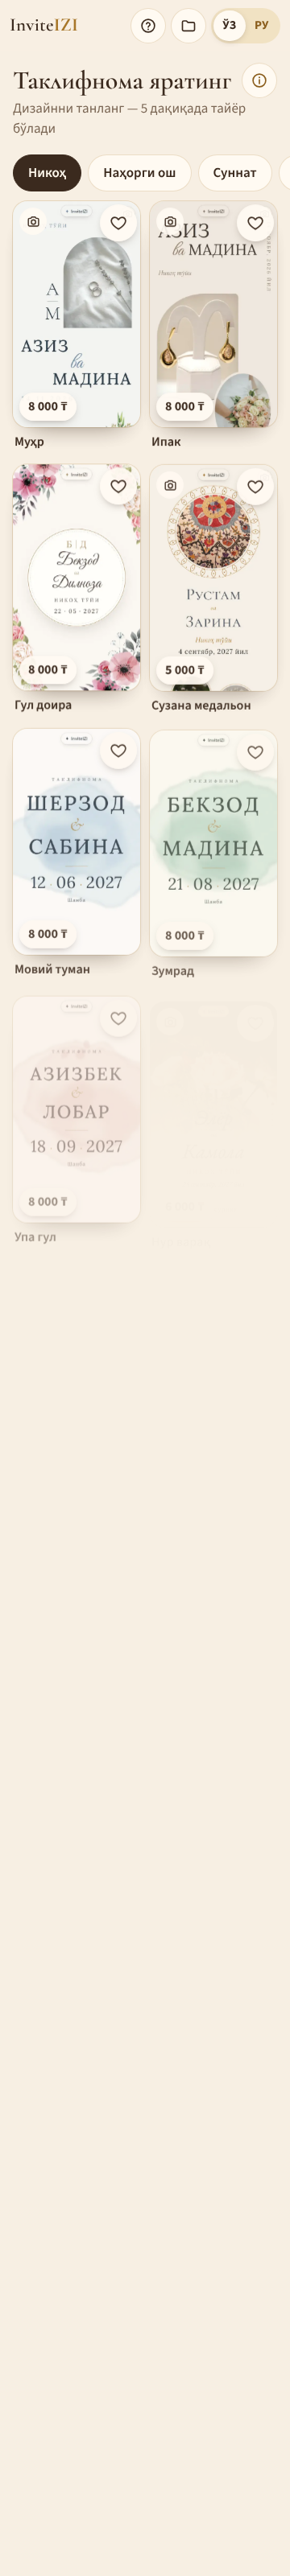 InviteIZI
ЎЗ
РУ
Таклифнома яратинг
Дизайнни танланг — 5 дақиқада тайёр
бўлади
Никоҳ
Наҳорги ош
Суннат
А
М
АЗИЗ
ва
МАДИНА
8 000 ₸
Муҳр
АЗИЗ
ва МАДИНА
Никоҳ тўйи
8 000 ₸
Ипак
Б | Д
Бекзод
Дилноза
НИКОҲ ТЎЙИ
22 · 05 · 2027
8 000 ₸
Гул доира
РУСТАМ
ЗАРИНА
Никоҳ тўйи
4 сентябр, 2027 йил
5 000 ₸
Сузана медальон
ТАКЛИФНОМА
ШЕРЗОД
&
САБИНА
12 · 06 · 2027
Шанба
8 000 ₸
Мовий туман
ТАКЛИФНОМА
БЕКЗОД
&
МАДИНА
21 · 08 · 2027
Шанба
8 000 ₸
Зумрад
ТАКЛИФНОМА
АЗИЗБЕК
&
ЛОБАР
18 · 09 · 2027
Шанба
8 000 ₸
Упа гул